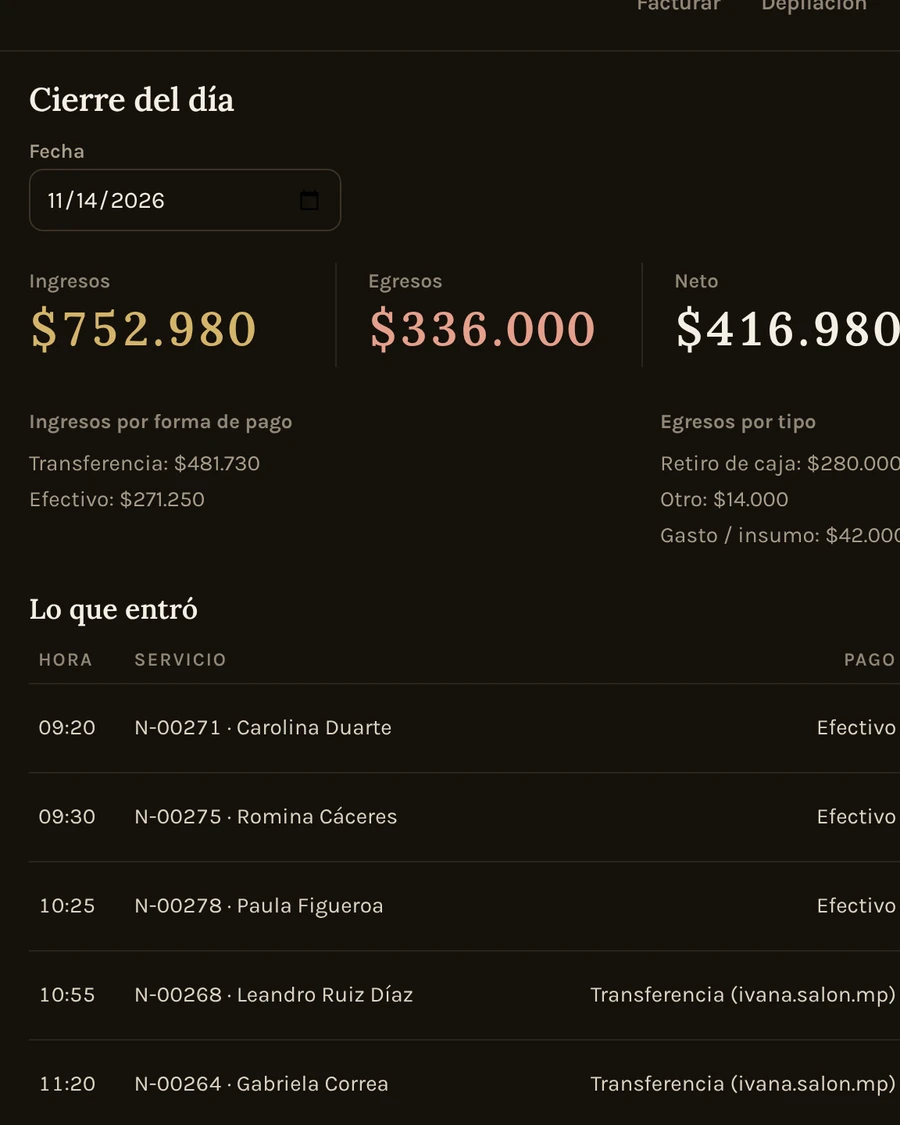 Facturar Depilación
Cierre del día
Fecha
11/14/2026
Ingresos Egresos Neto
$752.980 $336.000 $416.980
Ingresos por forma de pago Egresos por tipo
Transferencia: $481.730 Retiro de caja: $280.000
Efectivo: $271.250 Otro: $14.000
Gasto / insumo: $42.000
Lo que entró
HORA SERVICIO PAGO
09:20 N-00271 · Carolina Duarte Efectivo
09:30 N-00275 · Romina Cáceres Efectivo
10:25 N-00278 · Paula Figueroa Efectivo
10:55 N-00268 · Leandro Ruiz Díaz Transferencia (ivana.salon.mp)
11:20 N-00264 · Gabriela Correa Transferencia (ivana.salon.mp)